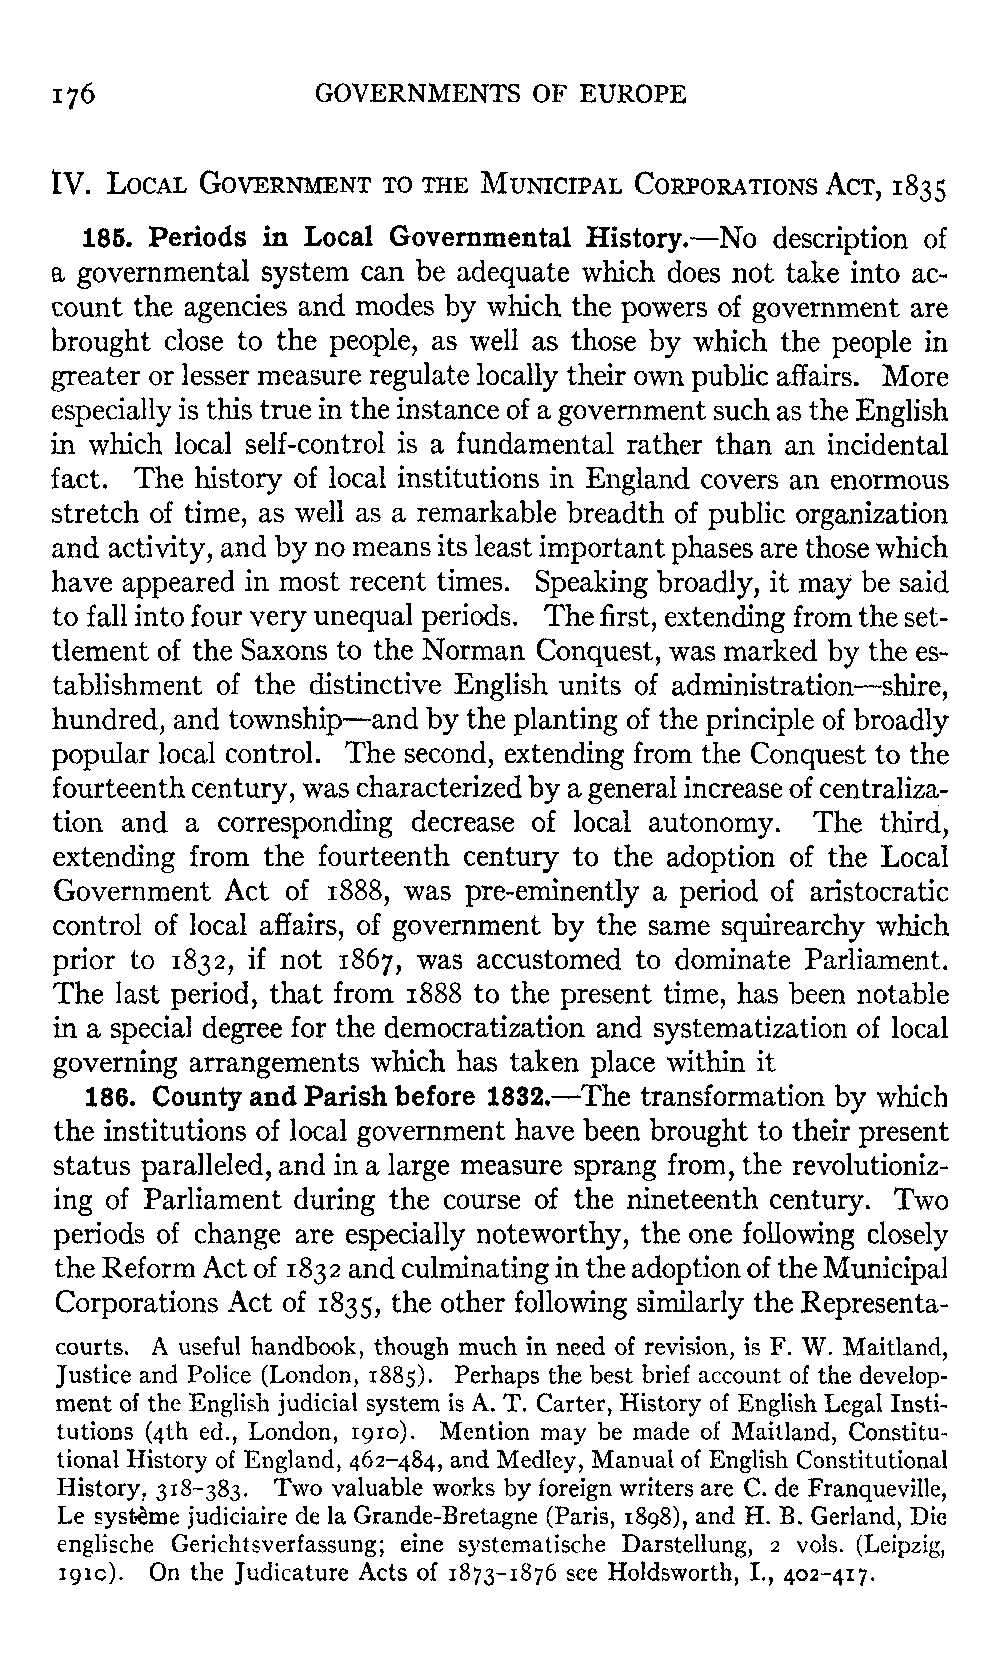 176 GOVERNMENTS OF EUROPE
IV. LOCAL GOVERNMENT TO THE MUNICIPAL CORPORATIONS ACT, 1835
185. Periods in Local Governmental History.—No description of
a governmental system can be adequate which does not take into ac-
count the agencies and modes by which the powers of government are
brought close to the people, as well as those by which the people in
greater or lesser measure regulate locally their own public affairs. More
especially is this true in the instance of a government such as the English
in which local self-control is a fundamental rather than an incidental
fact. The history of local institutions in England covers an enormous
stretch of time, as well as a remarkable breadth of public organization
and activity, and by no means its least important phases are those which
have appeared in most recent times. Speaking broadly, it may be said
to fall into four very unequal periods. The first, extending from the set-
tlement of the Saxons to the Norman Conquest, was marked by the es-
tablishment of the distinctive English units of administration—shire,
hundred, and township—and by the planting of the principle of broadly
popular local control. The second, extending from the Conquest to the
fourteenth century, was characterized by a general increase of centraliza-
tion and a corresponding decrease of local autonomy. The third,
extending from the fourteenth century to the adoption of the Local
Government Act of 1888, was pre-eminently a period of aristocratic
control of local affairs, of government by the same squirearchy which
prior to 1832, if not 1867, was accustomed to dominate Parliament.
The last period, that from 1888 to the present time, has been notable
in a special degree for the democratization and systematization of local
governing arrangements which has taken place within it
186. County and Parish before 1832.—The transformation by which
the institutions of local government have been brought to their present
status paralleled, and in a large measure sprang from, the revolutioniz-
ing of Parliament during the course of the nineteenth century. Two
periods of change are especially noteworthy, the one following closely
the Reform Act of 1832 and culminating in the adoption of the Municipal
Corporations Act of 1835, the other following similarly the Representa-
courts. A useful handbook, though much in need of revision, is F. W. Maitland,
Justice and Police (London, 1885). Perhaps the best brief account of the develop-
ment of the English judicial system is A. T. Carter, History of English Legal Insti-
tutions (4th ed., London, 1910). Mention may be made of Maitland, Constitu-
tional History of England, 462-484, and Medley, Manual of English Constitutional
History, 318-383. Two valuable works by foreign writers are C. de Franqueville,
Le système judiciaire de la Grande-Bretagne (Paris, 1898), and H. B. Gerland, Die
englische Gerichtsverfassung; eine systematische Darstellung, 2 vols. (Leipzig,
1910). On the Judicature Acts of 1873-1876 see Holdsworth, I., 402-417.